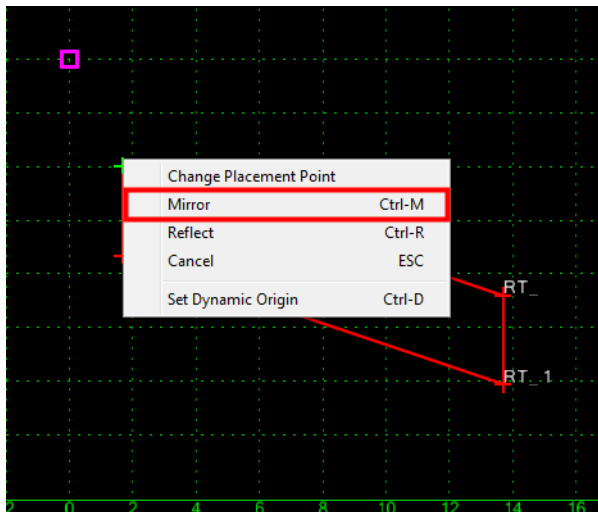 Change Placement Point
Mirror Ctrl-M
Reflect Ctrl-R
Cancel ESC
Set Dynamic Origin Ctrl-D
RT_
RT_1
2 0 2 4 6 8 10 12 14 16